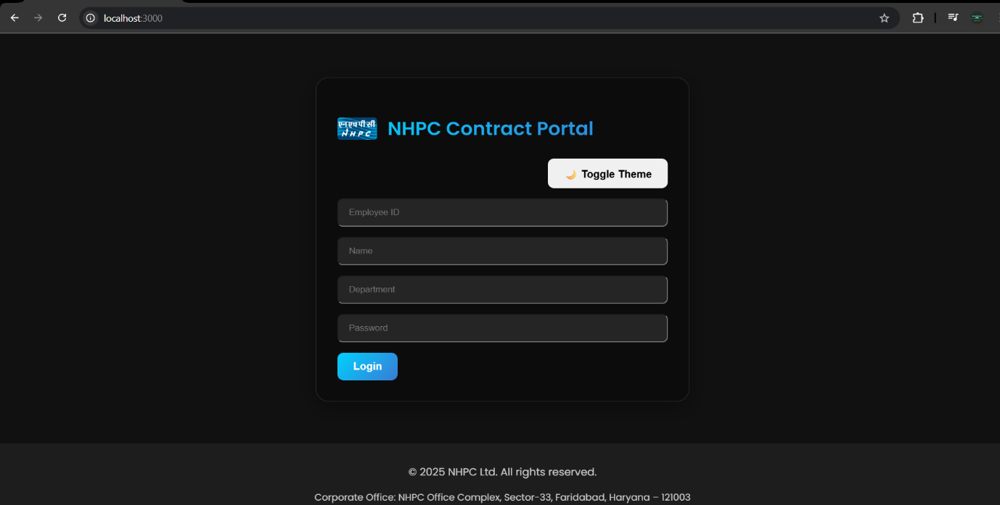 localhost:3000
एनएचपीसी
NHPC
NHPC Contract Portal
🌙 Toggle Theme
Employee ID
Name
Department
Password
Login
© 2025 NHPC Ltd. All rights reserved.
Corporate Office: NHPC Office Complex, Sector-33, Faridabad, Haryana – 121003